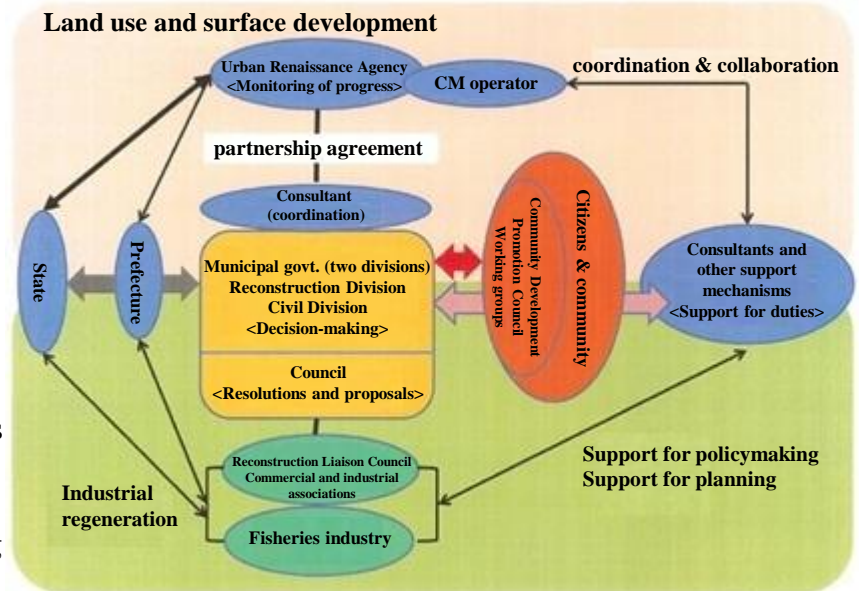 Land use and surface development
Urban Renaissance Agency
<Monitoring of progress>
CM operator
coordination & collaboration
partnership agreement
Consultant
(coordination)
State
Prefecture
Municipal govt. (two divisions)
Reconstruction Division
Civil Division
<Decision-making>
Council
<Resolutions and proposals>
Citizens & community
Community Development
Promotion Council
Working groups
Consultants and
other support
mechanisms
<Support for duties>
Reconstruction Liaison Council
Commercial and industrial
associations
Fisheries industry
Industrial
regeneration
Support for policymaking
Support for planning